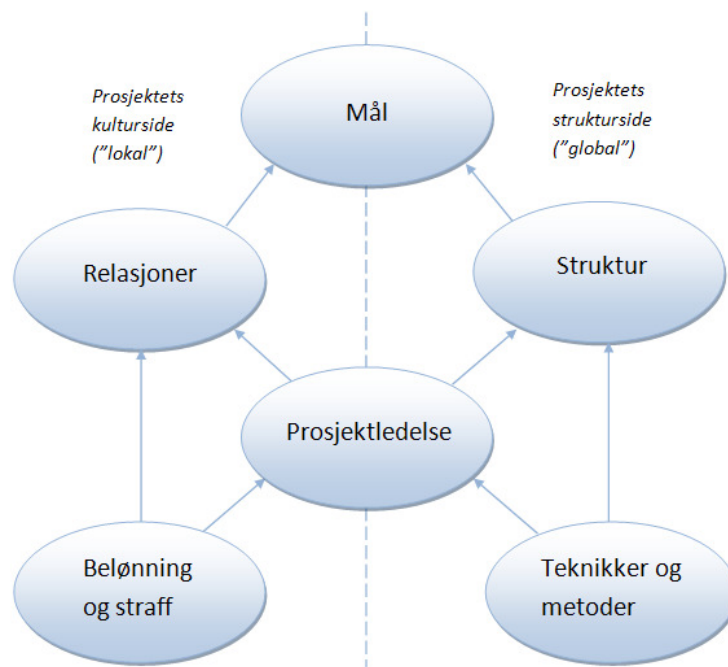 Prosjektets
kulturside
("lokal")
Mål
Prosjektets
strukturside
("global")
Relasjoner
Struktur
Prosjektledelse
Belønning
og straff
Teknikker og
metoder